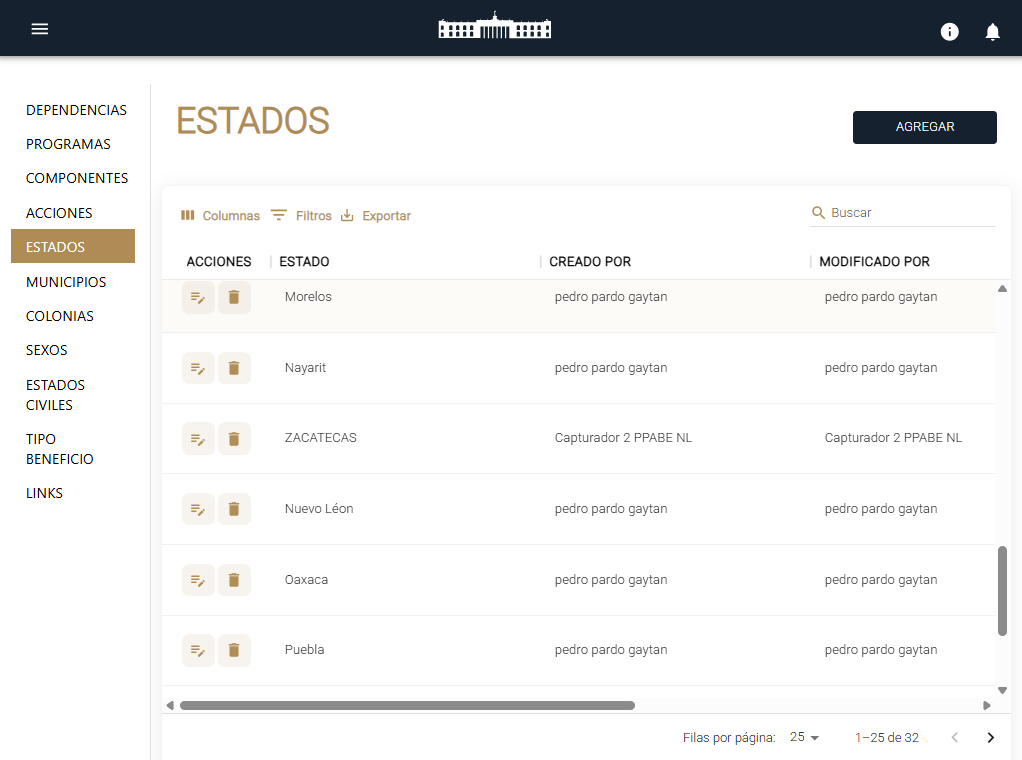 DEPENDENCIAS
PROGRAMAS
COMPONENTES
ACCIONES
ESTADOS
MUNICIPIOS
COLONIAS
SEXOS
ESTADOS
CIVILES
TIPO
BENEFICIO
LINKS
ESTADOS
AGREGAR
Columnas Filtros Exportar Buscar
ACCIONES ESTADO CREADO POR MODIFICADO POR
Morelos pedro pardo gaytan pedro pardo gaytan
Nayarit pedro pardo gaytan pedro pardo gaytan
ZACATECAS Capturador 2 PPABE NL Capturador 2 PPABE NL
Nuevo Léon pedro pardo gaytan pedro pardo gaytan
Oaxaca pedro pardo gaytan pedro pardo gaytan
Puebla pedro pardo gaytan pedro pardo gaytan
Filas por página: 25 1–25 de 32